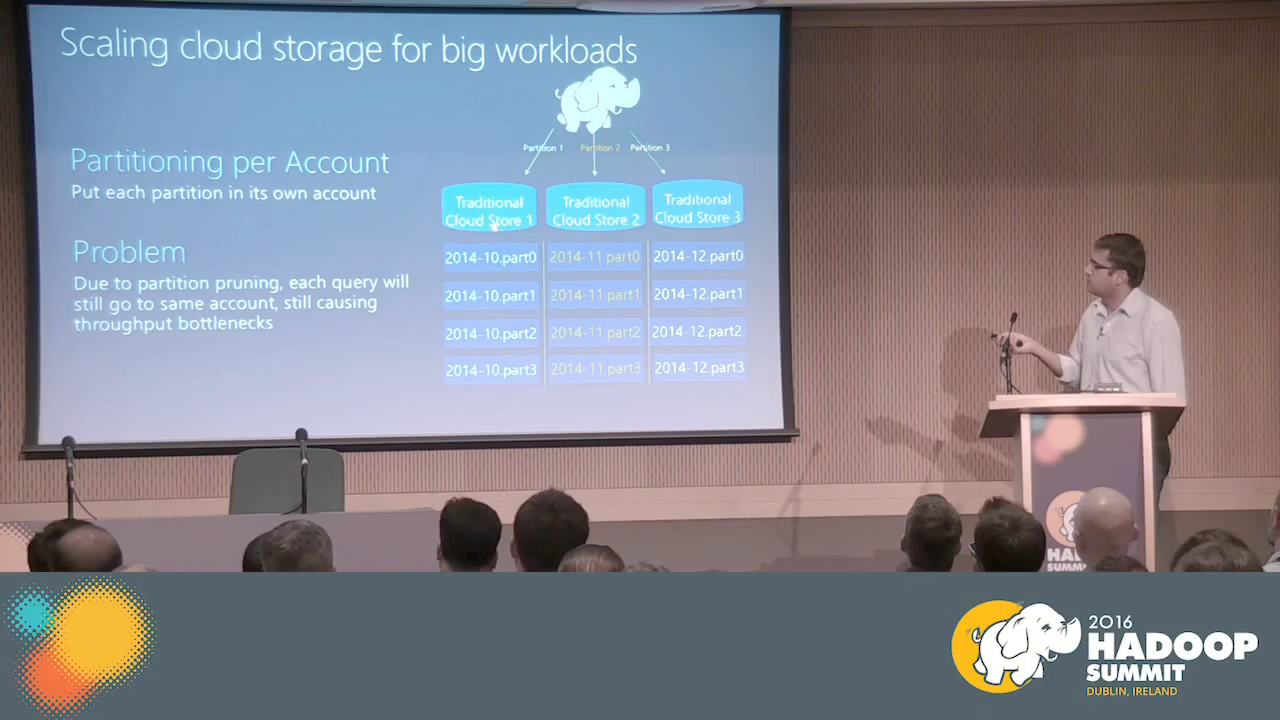 Scaling cloud storage for big workloads
Partitioning per Account
Put each partition in its own account
Problem
Due to partition pruning, each query will
still go to same account, still causing
throughput bottlenecks
Partition 1
Partition 2
Partition 3
Traditional
Cloud Store 1
Traditional
Cloud Store 2
Traditional
Cloud Store 3
2014-10.part0
2014-11.part0
2014-12.part0
2014-10.part1
2014-11.part1
2014-12.part1
2014-10.part2
2014-11.part2
2014-12.part2
2014-10.part3
2014-11.part3
2014-12.part3
2016
HADOOP
SUMMIT
DUBLIN, IRELAND